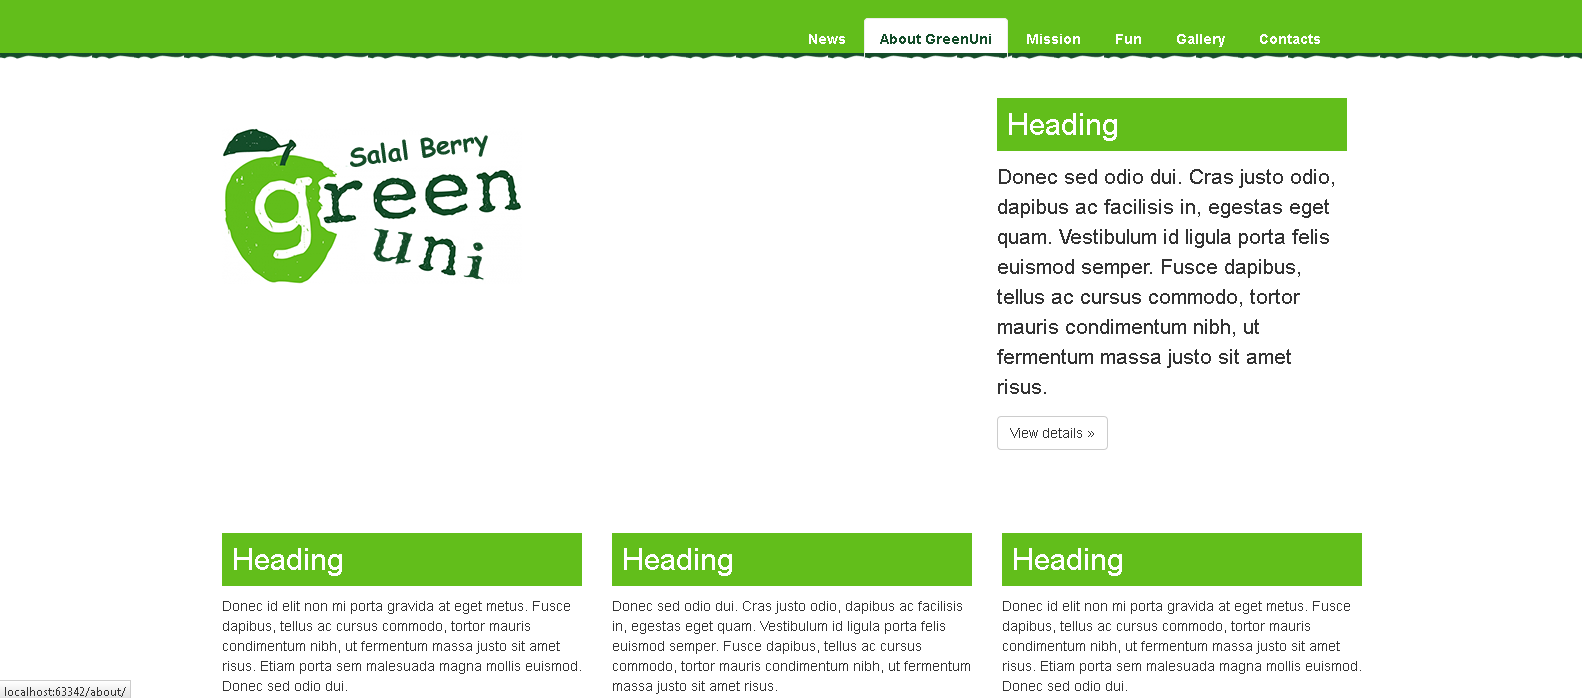 News About GreenUni Mission Fun Gallery Contacts
Salal Berry
green
uni
Heading
Donec sed odio dui. Cras justo odio,
dapibus ac facilisis in, egestas eget
quam. Vestibulum id ligula porta felis
euismod semper. Fusce dapibus,
tellus ac cursus commodo, tortor
mauris condimentum nibh, ut
fermentum massa justo sit amet
risus.
View details »
Heading
Donec id elit non mi porta gravida at eget metus. Fusce
dapibus, tellus ac cursus commodo, tortor mauris
condimentum nibh, ut fermentum massa justo sit amet
risus. Etiam porta sem malesuada magna mollis euismod.
Donec sed odio dui.
Heading
Donec sed odio dui. Cras justo odio, dapibus ac facilisis
in, egestas eget quam. Vestibulum id ligula porta felis
euismod semper. Fusce dapibus, tellus ac cursus
commodo, tortor mauris condimentum nibh, ut fermentum
massa justo sit amet risus.
Heading
Donec id elit non mi porta gravida at eget metus. Fusce
dapibus, tellus ac cursus commodo, tortor mauris
condimentum nibh, ut fermentum massa justo sit amet
risus. Etiam porta sem malesuada magna mollis euismod.
Donec sed odio dui.
localhost:63342/about/